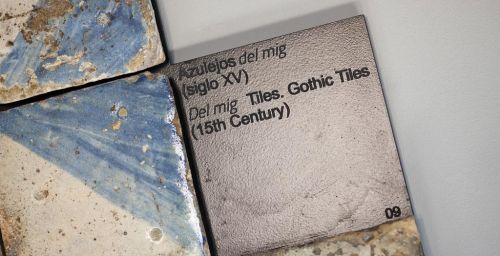 Azulejos del mig
(siglo XV)
Del mig Tiles. Gothic Tiles
(15th Century)
09